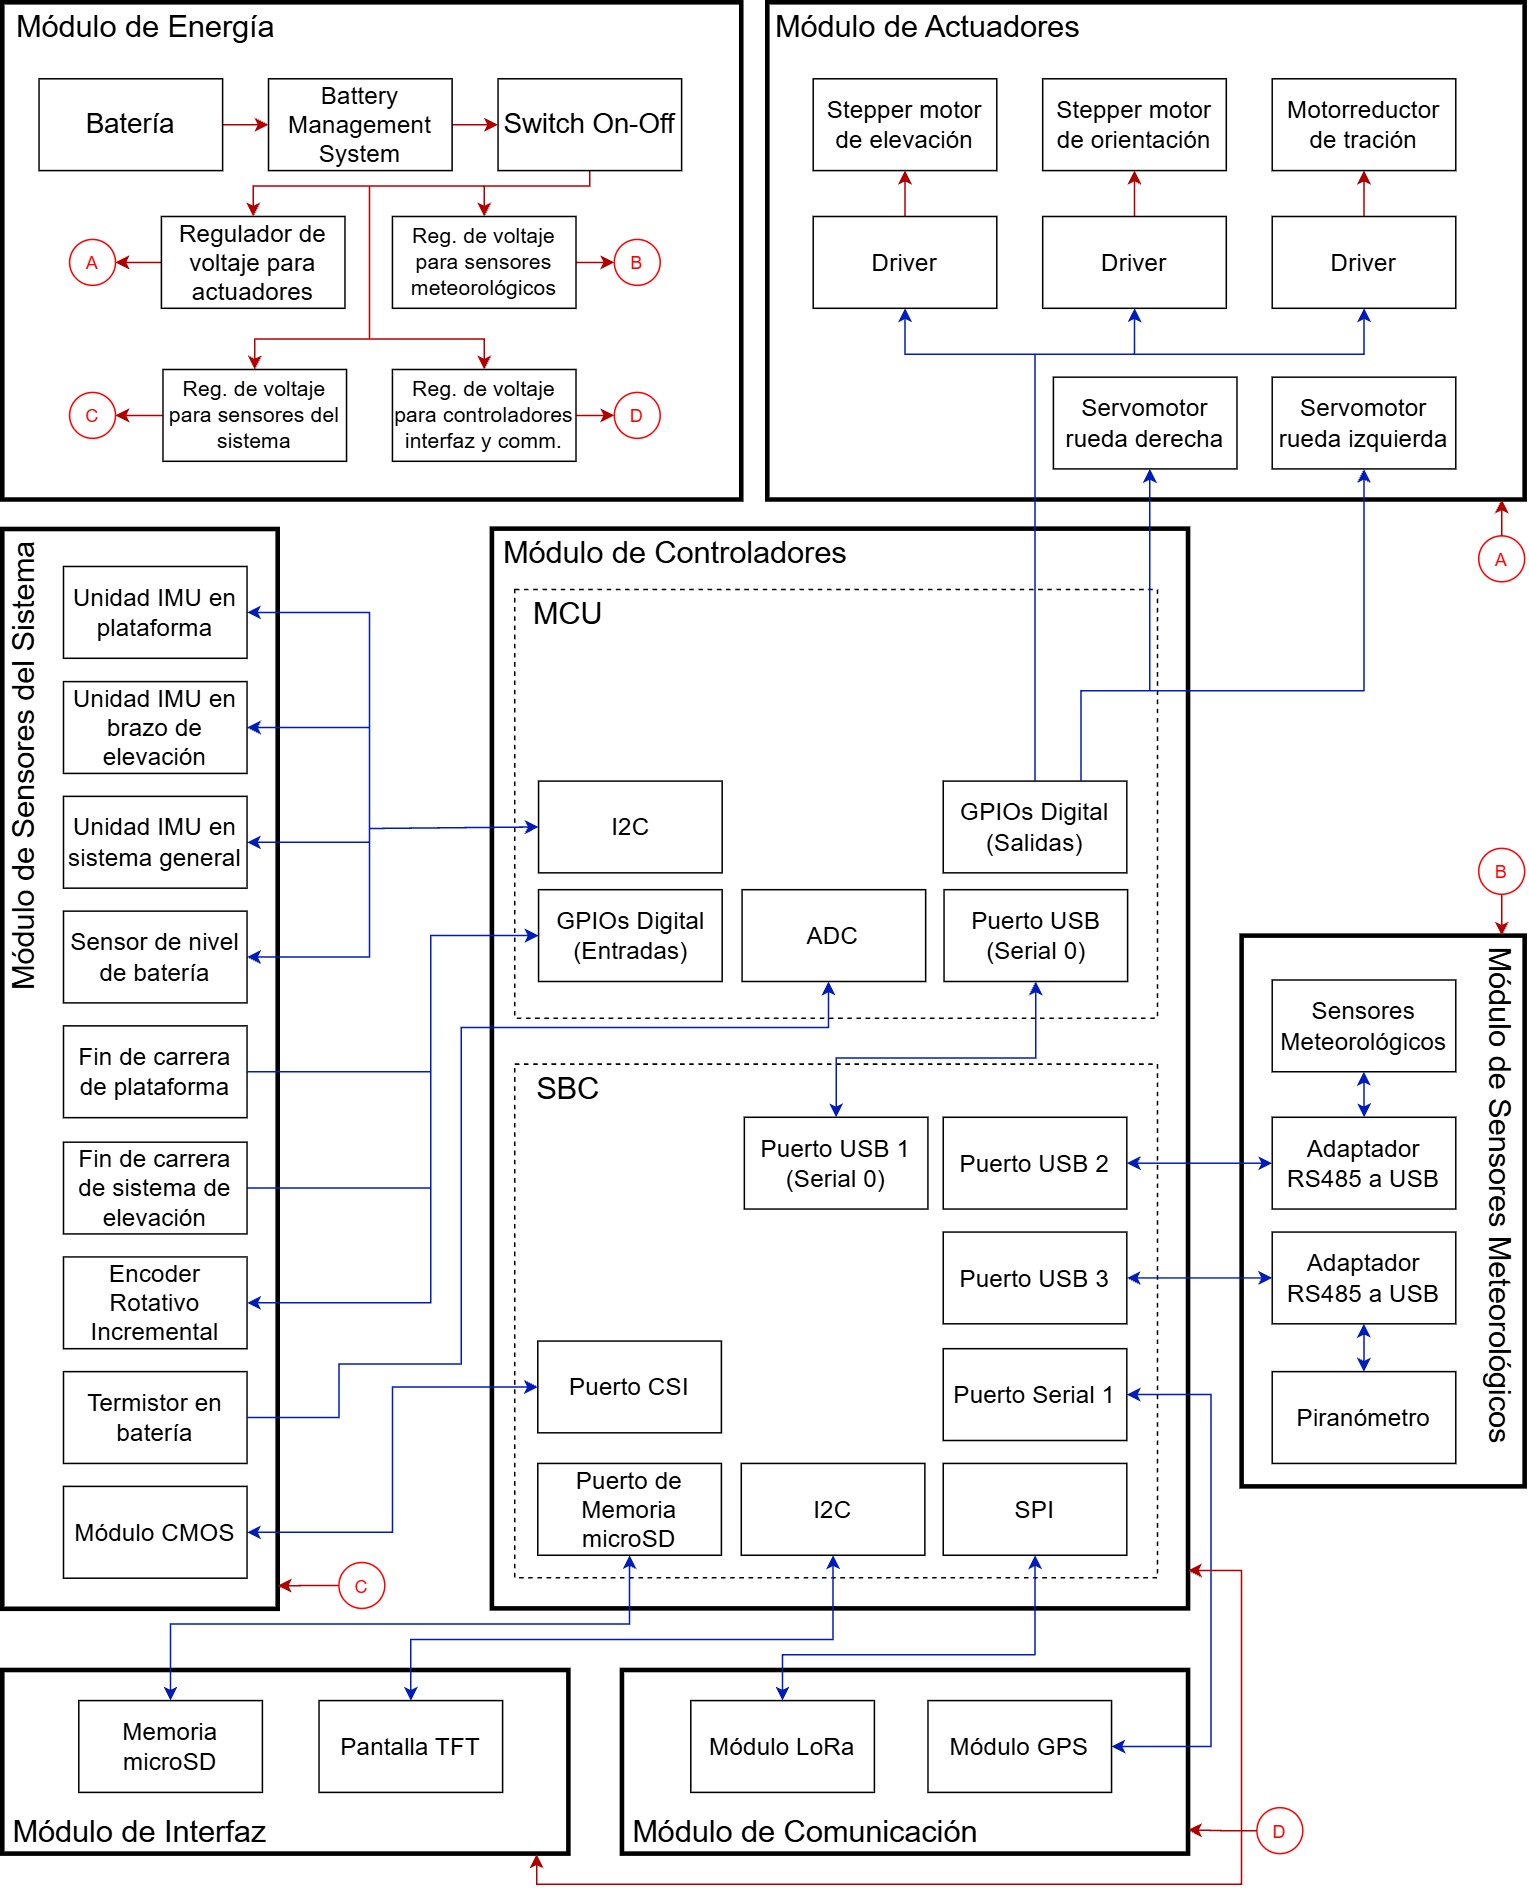 Módulo de Energía
Batería
Battery
Management
System
Switch On-Off
Regulador de
voltaje para
actuadores
Reg. de voltaje
para sensores
meteorológicos
A
B
Reg. de voltaje
para sensores del
sistema
Reg. de voltaje
para controladores
interfaz y comm.
C
D
Módulo de Actuadores
Stepper motor
de elevación
Stepper motor
de orientación
Motorreductor
de tración
Driver
Driver
Driver
Servomotor
rueda derecha
Servomotor
rueda izquierda
A
Módulo de Sensores del Sistema
Unidad IMU en
plataforma
Unidad IMU en
brazo de
elevación
Unidad IMU en
sistema general
Sensor de nivel
de batería
Fin de carrera
de plataforma
Fin de carrera
de sistema de
elevación
Encoder
Rotativo
Incremental
Termistor en
batería
Módulo CMOS
C
Módulo de Controladores
MCU
I2C
GPIOs Digital
(Salidas)
GPIOs Digital
(Entradas)
ADC
Puerto USB
(Serial 0)
SBC
Puerto USB 1
(Serial 0)
Puerto USB 2
Puerto USB 3
Puerto CSI
Puerto Serial 1
Puerto de
Memoria
microSD
I2C
SPI
B
Módulo de Sensores Meteorológicos
Sensores
Meteorológicos
Adaptador
RS485 a USB
Adaptador
RS485 a USB
Piranómetro
Memoria
microSD
Pantalla TFT
Módulo de Interfaz
Módulo LoRa
Módulo GPS
Módulo de Comunicación
D